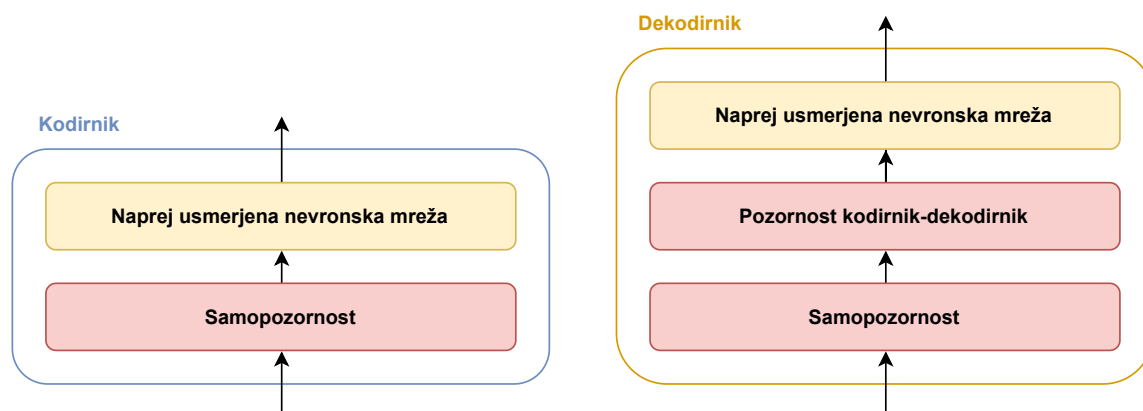 Kodirnik
Naprej usmerjena nevronska mreža
Samopozornost
Dekodirnik
Naprej usmerjena nevronska mreža
Pozornost kodirnik-dekodirnik
Samopozornost